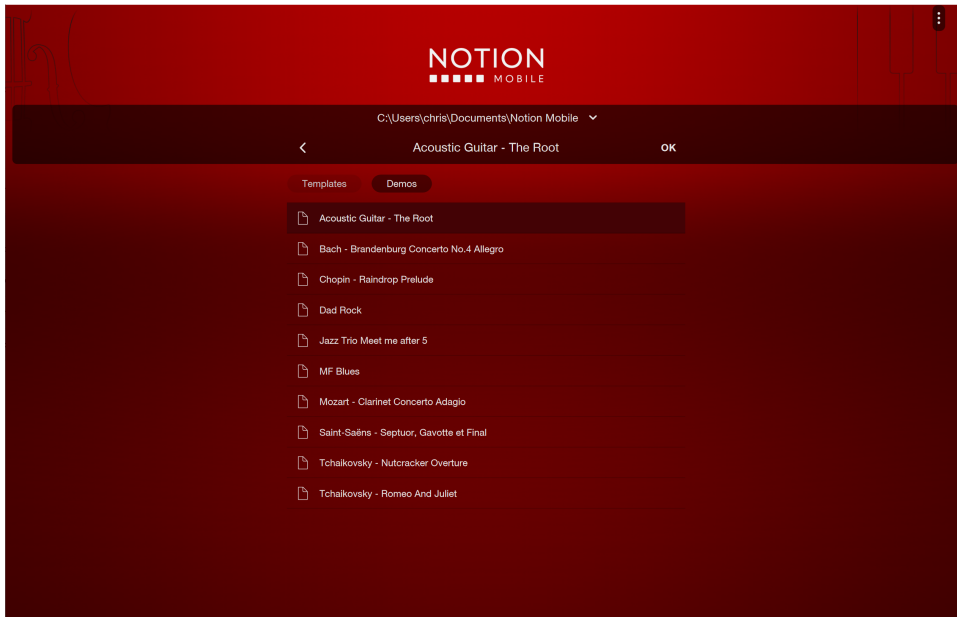 NOTION
MOBILE
C:\Users\chris\Documents\Notion Mobile
Acoustic Guitar - The Root OK
Templates Demos
Acoustic Guitar - The Root
Bach - Brandenburg Concerto No.4 Allegro
Chopin - Raindrop Prelude
Dad Rock
Jazz Trio Meet me after 5
MF Blues
Mozart - Clarinet Concerto Adagio
Saint-Saëns - Septuor, Gavotte et Final
Tchaikovsky - Nutcracker Overture
Tchaikovsky - Romeo And Juliet